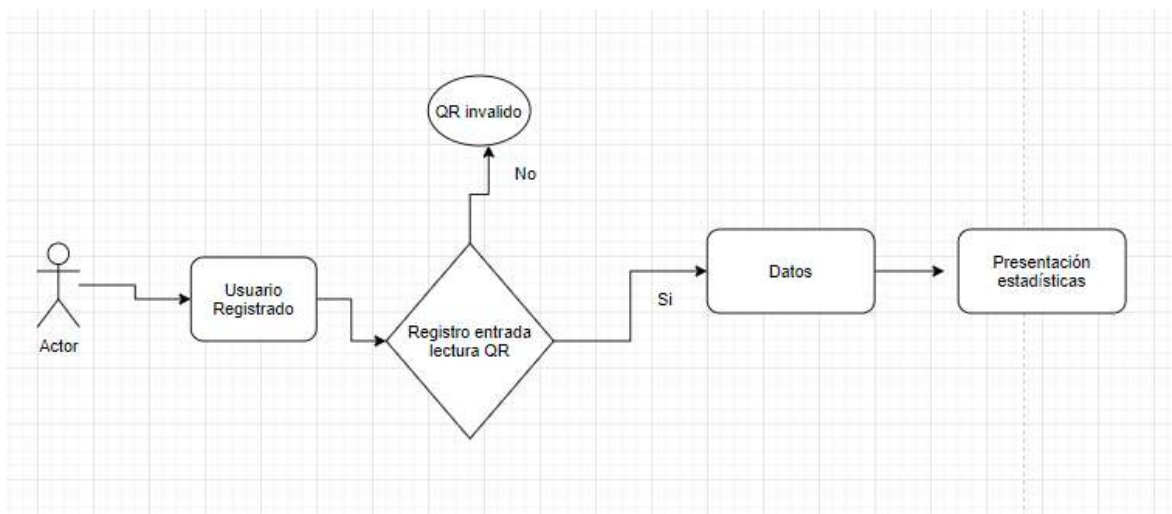 QR invalido
No
Actor
Usuario
Registrado
Registro entrada
lectura QR
Si
Datos
Presentación
estadísticas